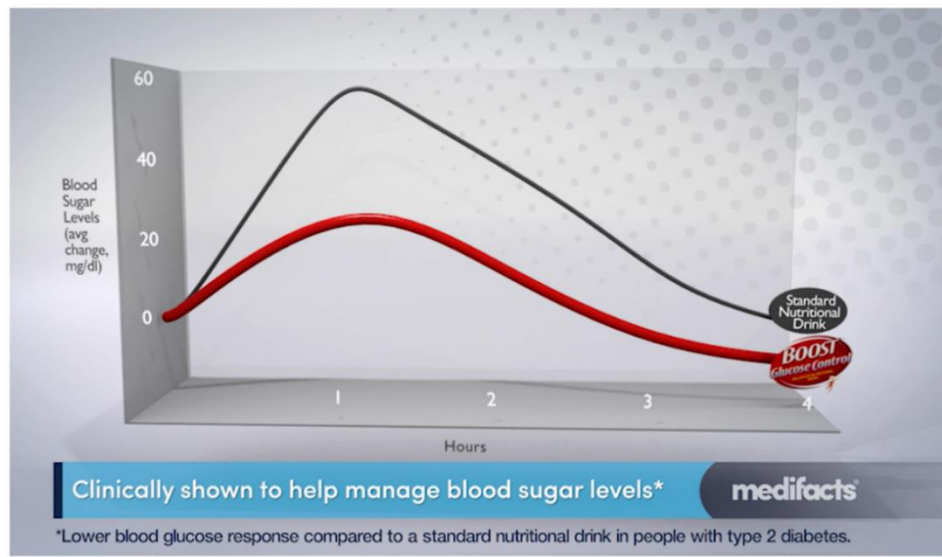 60
40
20
0
Blood
Sugar
Levels
(avg
change,
mg/dl)
Standard
Nutritional
Drink
BOOST
Glucose Control
1
2
3
4
Hours
Clinically shown to help manage blood sugar levels*
medifacts
*Lower blood glucose response compared to a standard nutritional drink in people with type 2 diabetes.